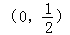 (0, 1/2)